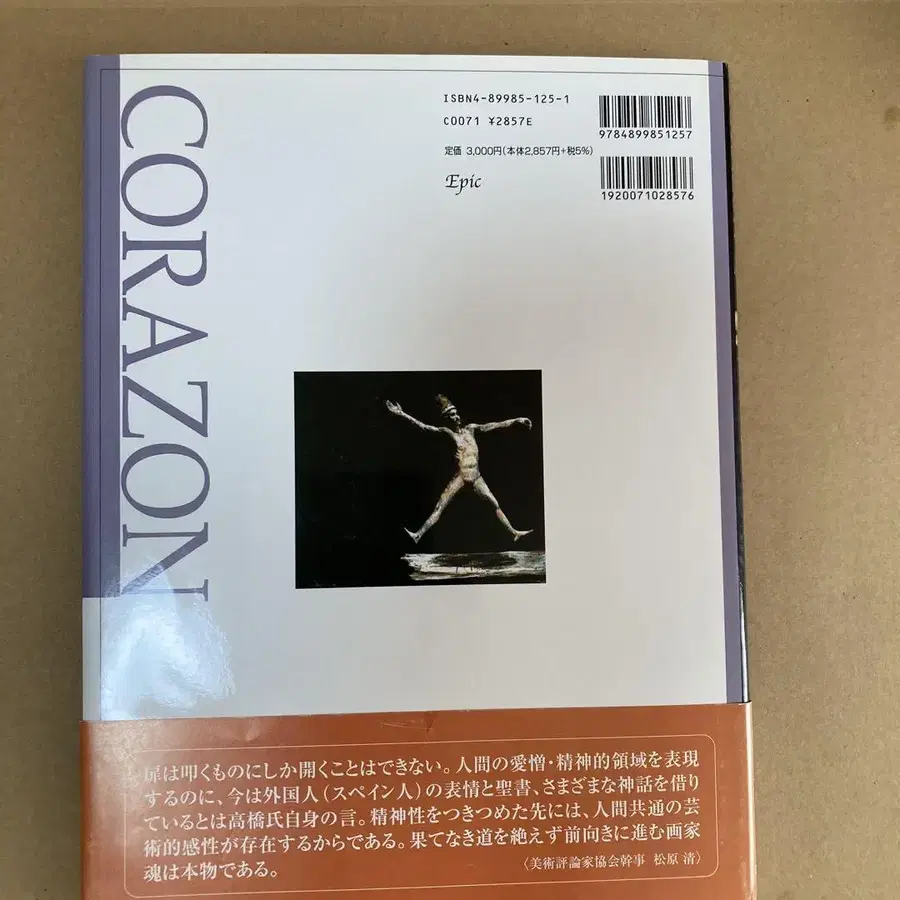 CORAZON
ISBN4-89985-125-1
C0071 ¥2857E
定価 3,000円(本体2,857円+税5%)
Epic
9784899851257
1920071028576
扉は叩くものにしか開くことはできない。人間の愛憎・精神的領域を表現
するのに、今は外国人(スペイン人)の表情と聖書、さまざまな神話を借り
ているとは高橋氏自身の言。精神性をつきつめた先には、人間共通の芸
術的感性が存在するからである。果てなき道を絶えず前向きに進む画家
魂は本物である。
〈美術評論家協会幹事 松原 清〉